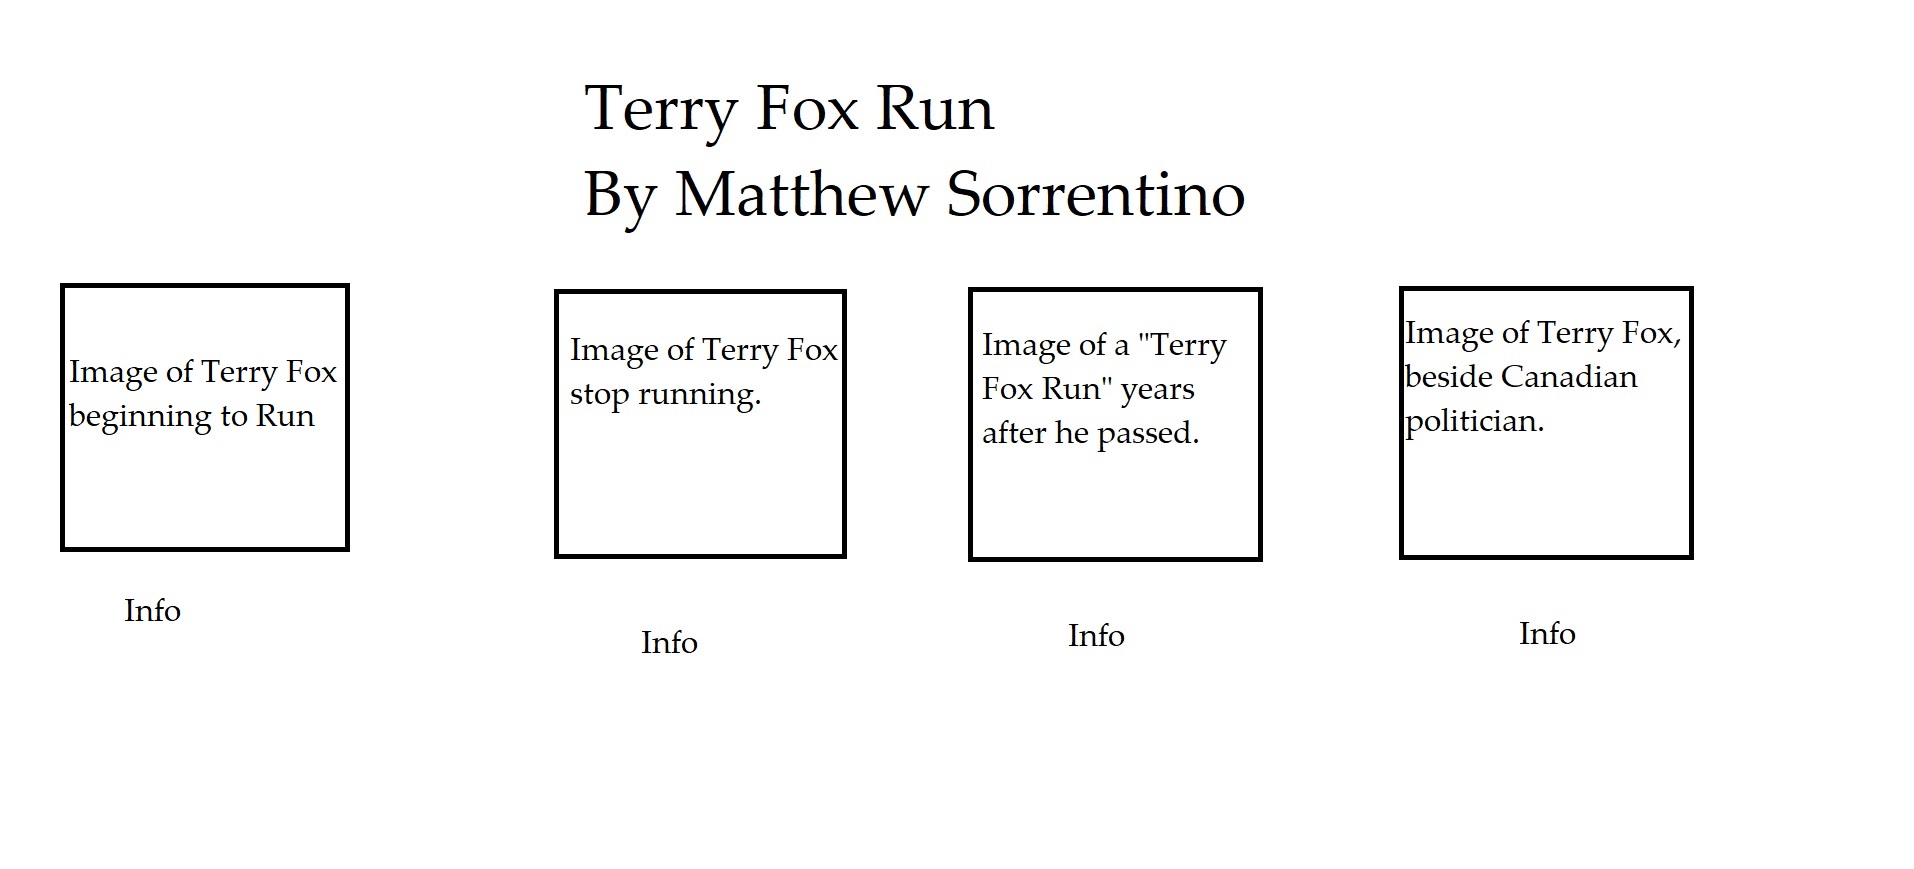 Terry Fox Run
By Matthew Sorrentino
Image of Terry Fox
beginning to Run
Info
Image of Terry Fox
stop running.
Info
Image of a "Terry
Fox Run" years
after he passed.
Info
Image of Terry Fox,
beside Canadian
politician.
Info